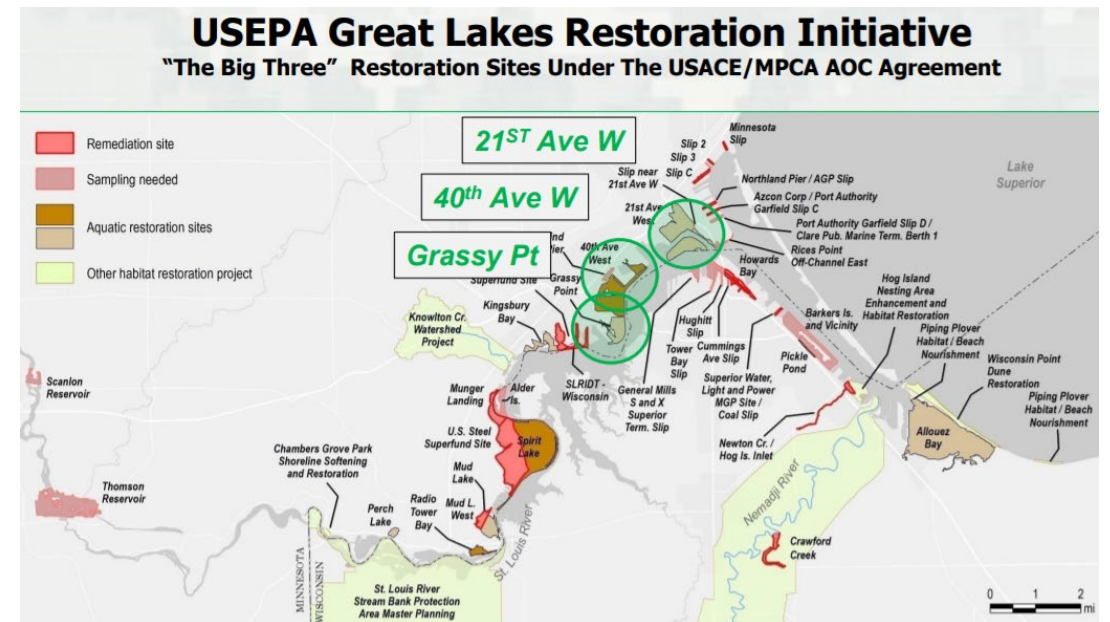 USEPA Great Lakes Restoration Initiative
“The Big Three” Restoration Sites Under The USACE/MPCA AOC Agreement
Remediation site
Sampling needed
Aquatic restoration sites
Other habitat restoration project
21ST Ave W
40th Ave W
Grassy Pt
Minnesota
Slip
Slip 2
Slip 3
Slip C
Slip near
21st Ave W
21st Ave
West
Northland Pier / AGP Slip
Azcon Corp / Port Authority
Garfield Slip C
Port Authority Garfield Slip D /
Clare Pub. Marine Term. Berth 1
Rices Point
Off-Channel East
Lake
Superior
40th Ave
West
Superfund Site
Grassy
Point
Kingsbury
Bay
Knowlton Cr.
Watershed
Project
Howards
Bay
Hog Island
Nesting Area
Enhancement and
Habitat Restoration
Barkers Is.
and Vicinity
Piping Plover
Habitat / Beach
Nourishment
Wisconsin Point
Dune
Restoration
Piping Plover
Habitat / Beach
Nourishment
Hughitt
Slip
Cummings
Ave Slip
Tower
Bay
Slip
Pickle
Pond
SLRIDT -
Wisconsin
General Mills
S and X
Superior
Term. Slip
Superior Water,
Light and Power
MGP Site /
Coal Slip
Newton Cr. /
Hog Is. Inlet
Allouez
Bay
Scanlon
Reservoir
Munger
Landing
Alder
Is.
U.S. Steel
Superfund Site
Spirit
Lake
Chambers Grove Park
Shoreline Softening
and Restoration
Mud
Lake
Thomson
Reservoir
Perch
Lake
Radio
Tower
Bay
Mud L.
West
St. Louis River
Nemadji River
Crawford
Creek
MINNESOTA
WISCONSIN
St. Louis River
Stream Bank Protection
Area Master Planning
0 1 2
mi